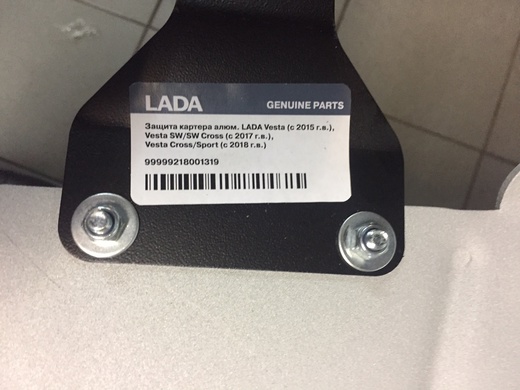 LADA GENUINE PARTS
Защита картера алюм. LADA Vesta (с 2015 г.в.),
Vesta SW/SW Cross (с 2017 г.в.),
Vesta Cross/Sport (с 2018 г.в.)
99999218001319